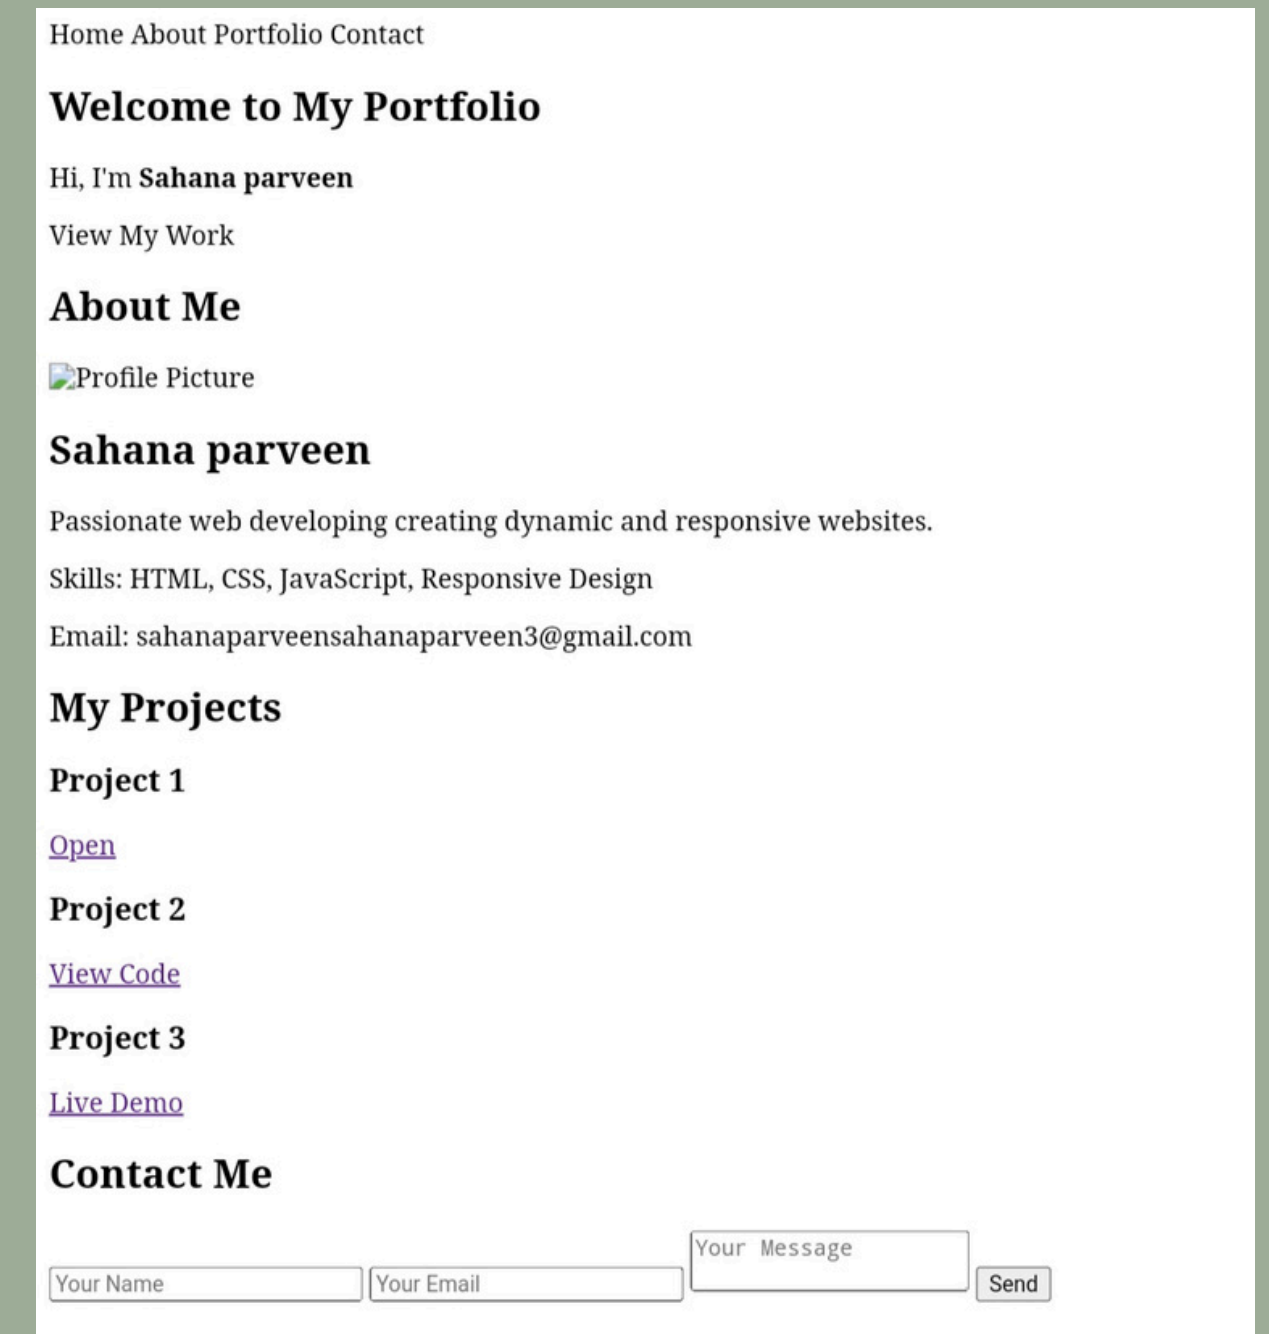 Home About Portfolio Contact
Welcome to My Portfolio
Hi, I'm Sahana parveen
View My Work
About Me
Profile Picture
Sahana parveen
Passionate web developing creating dynamic and responsive websites.
Skills: HTML, CSS, JavaScript, Responsive Design
Email: sahanaparveensahanaparveen3@gmail.com
My Projects
Project 1
Open
Project 2
View Code
Project 3
Live Demo
Contact Me
Your Name Your Email Your Message Send